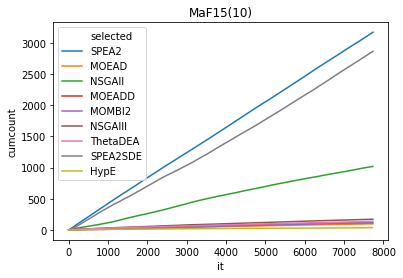 MaF15(10)
selected
SPEA2
MOEAD
NSGAII
MOEADD
MOMBI2
NSGAIII
ThetaDEA
SPEA2SDE
HypE
cumcount
3000
2500
2000
1500
1000
500
0
0 1000 2000 3000 4000 5000 6000 7000 8000
it